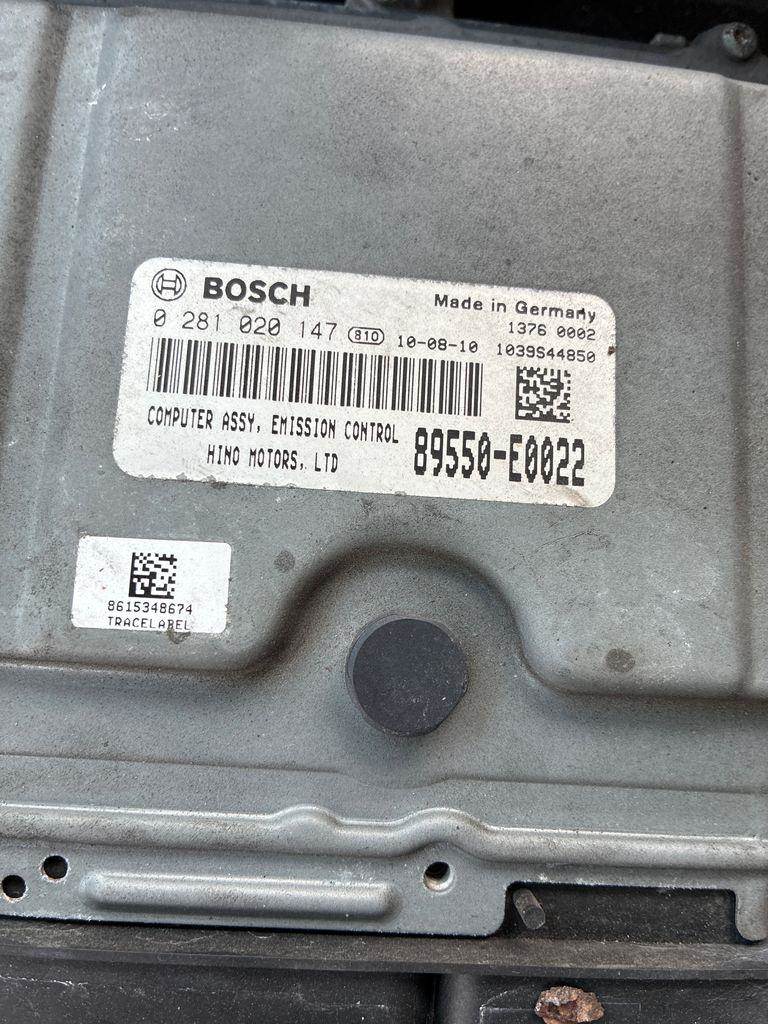 BOSCH
Made in Germany
0 281 020 147 810 10-08-10
1376 0002
1039S44850
COMPUTER ASSY, EMISSION CONTROL
HINO MOTORS, LTD
89550-E0022
8615348674
TRACELABEL